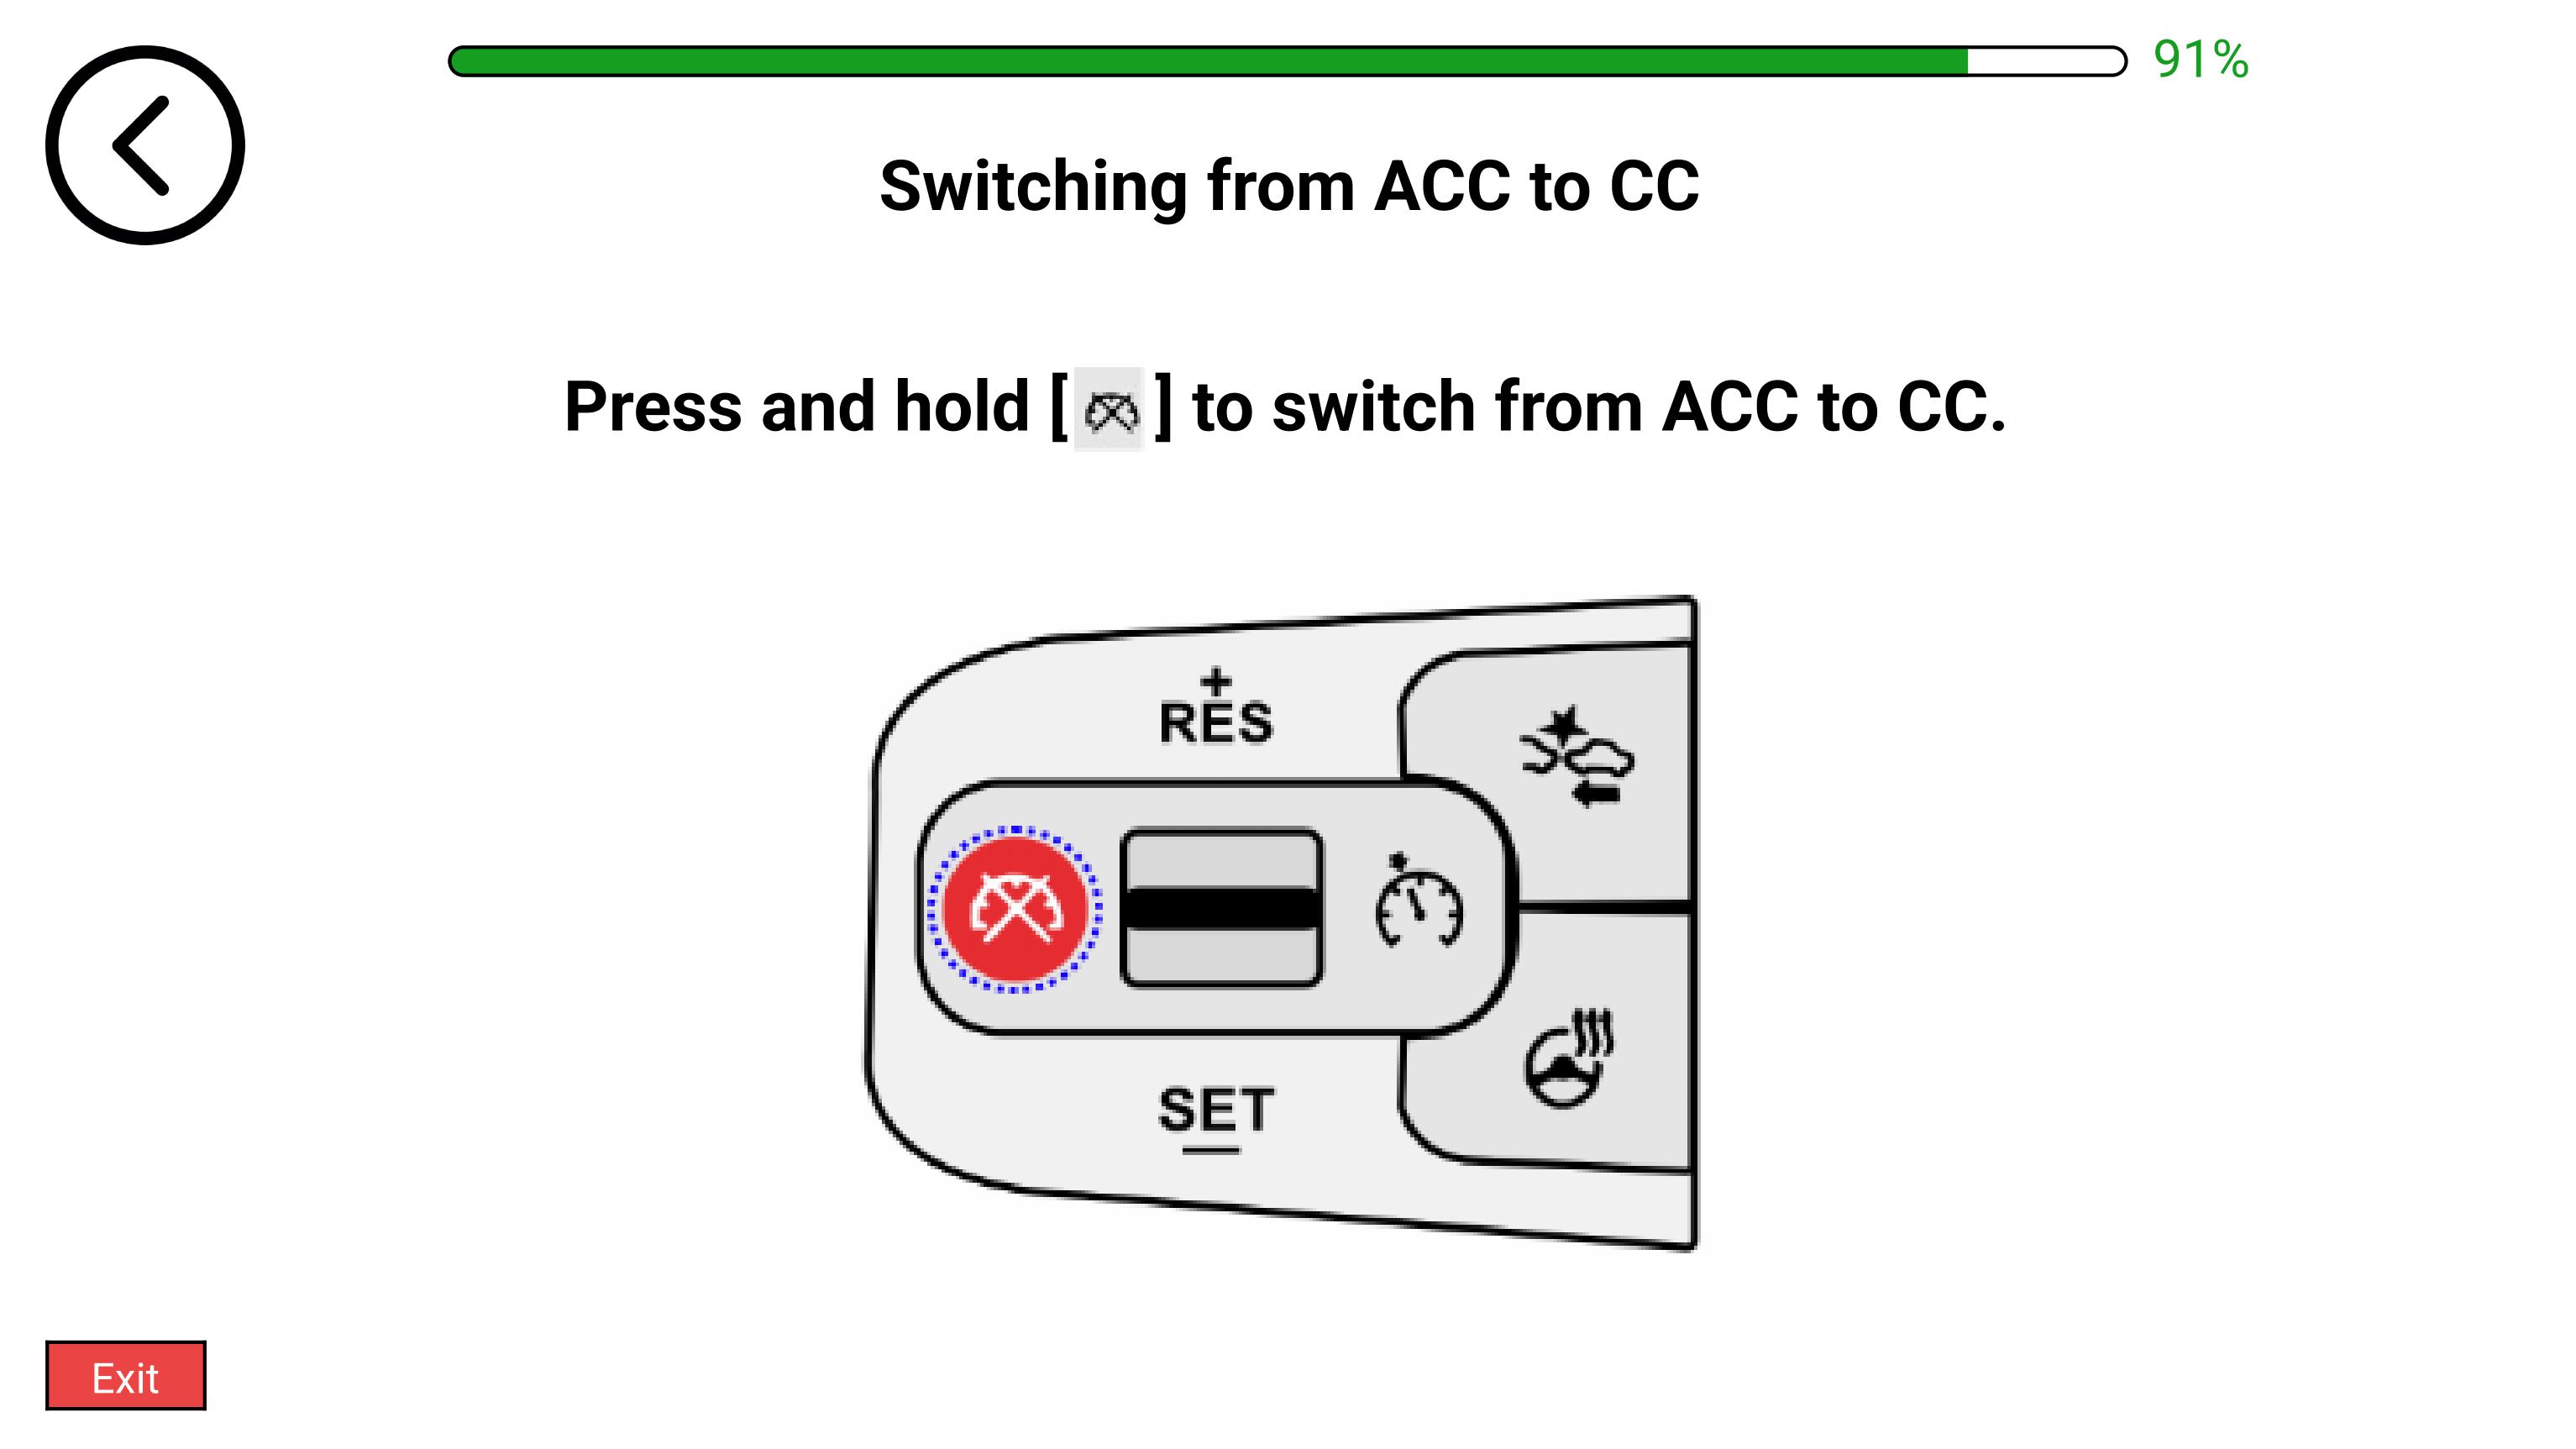 91%
Switching from ACC to CC
Press and hold [ ] to switch from ACC to CC.
+
RES
SET
Exit